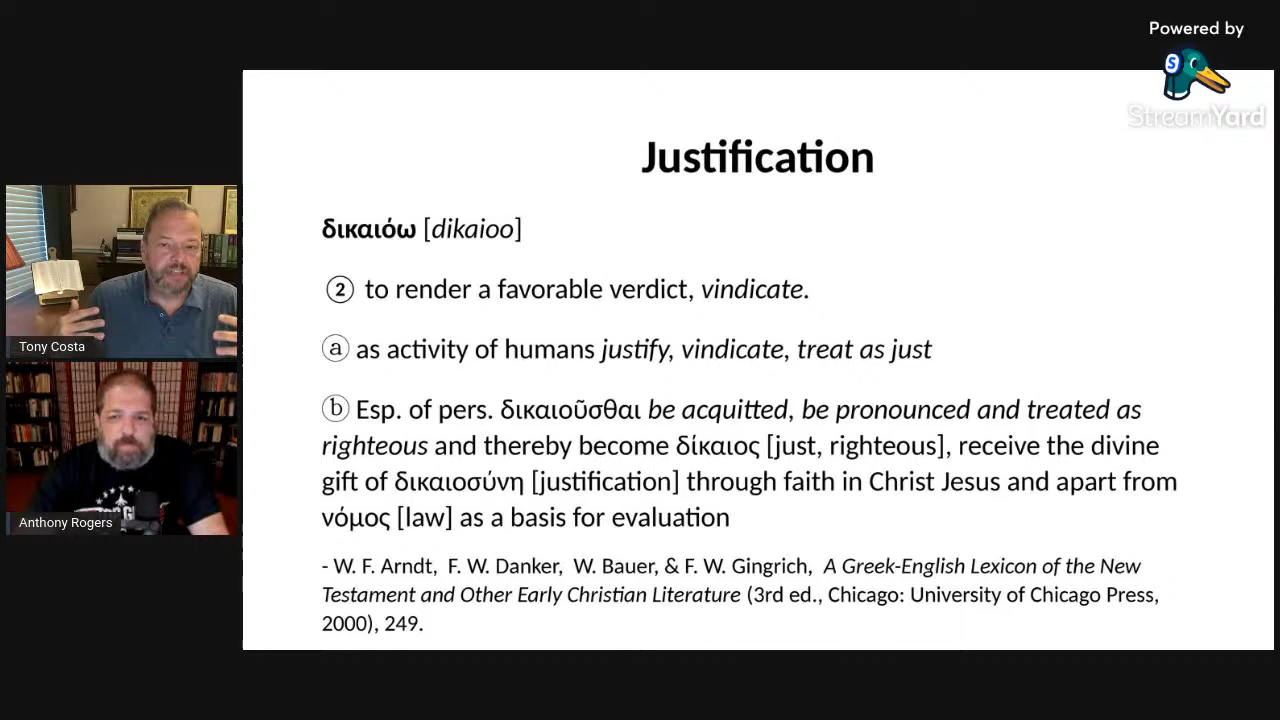 Powered by
StreamYard
Justification
δικαιόω [dikaioo]
② to render a favorable verdict, vindicate.
ⓐ as activity of humans justify, vindicate, treat as just
ⓑ Esp. of pers. δικαιοῦσθαι be acquitted, be pronounced and treated as
righteous and thereby become δίκαιος [just, righteous], receive the divine
gift of δικαιοσύνη [justification] through faith in Christ Jesus and apart from
νόμος [law] as a basis for evaluation
- W. F. Arndt, F. W. Danker, W. Bauer, & F. W. Gingrich, A Greek-English Lexicon of the New
Testament and Other Early Christian Literature (3rd ed., Chicago: University of Chicago Press,
2000), 249.
Tony Costa
Anthony Rogers